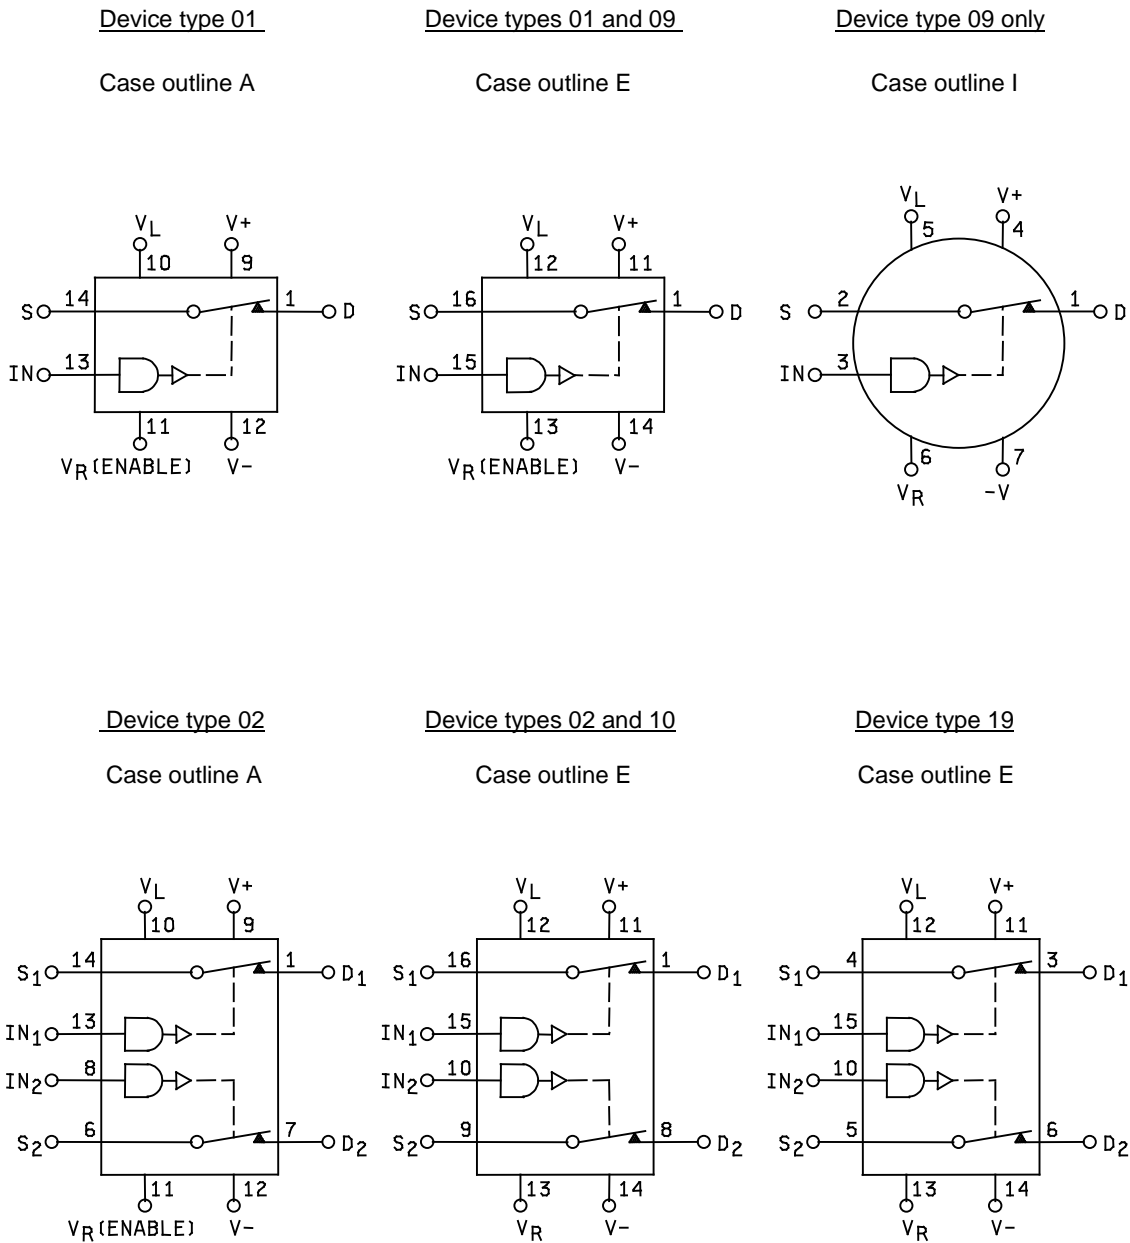 Device type 01
Case outline A
VL V+
10 9
S 14 1 D
IN 13
11 12
VR (ENABLE) V-
Device types 01 and 09
Case outline E
VL V+
12 11
S 16 1 D
IN 15
13 14
VR (ENABLE) V-
Device type 09 only
Case outline I
VL V+
5 4
S 2 1 D
IN 3
6 7
VR -V
Device type 02
Case outline A
VL V+
10 9
S1 14 1 D1
IN1 13
IN2 8
S2 6 7 D2
11 12
VR (ENABLE) V-
Device types 02 and 10
Case outline E
VL V+
12 11
S1 16 1 D1
IN1 15
IN2 10
S2 9 8 D2
13 14
VR V-
Device type 19
Case outline E
VL V+
12 11
S1 4 3 D1
IN1 15
IN2 10
S2 5 6 D2
13 14
VR V-